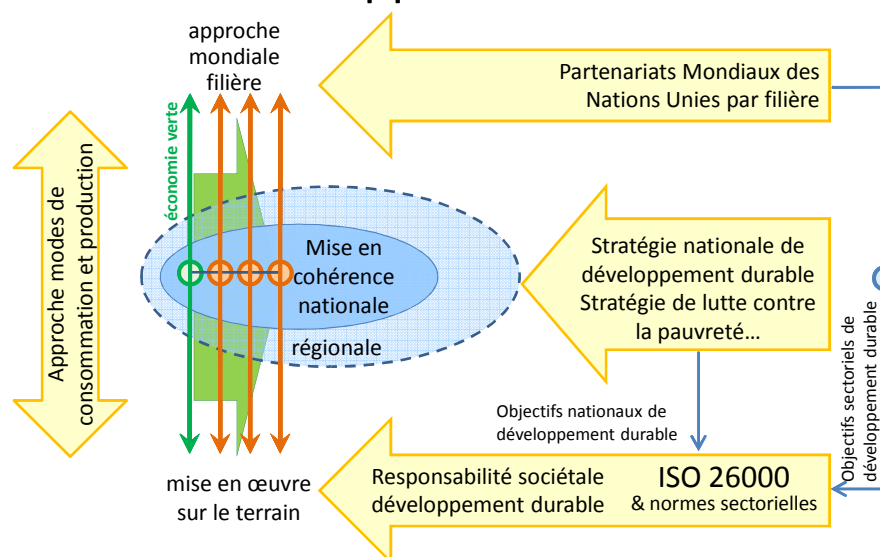 approche
mondiale
filière
Partenariats Mondiaux des
Nations Unies par filière
économie verte
Approche modes de
consommation et production
Mise en
cohérence
nationale
régionale
Stratégie nationale de
développement durable
Stratégie de lutte contre
la pauvreté…
Objectifs sectoriels de
développement durable
Objectifs nationaux de
développement durable
mise en œuvre
sur le terrain
Responsabilité sociétale
développement durable
ISO 26000
& normes sectorielles